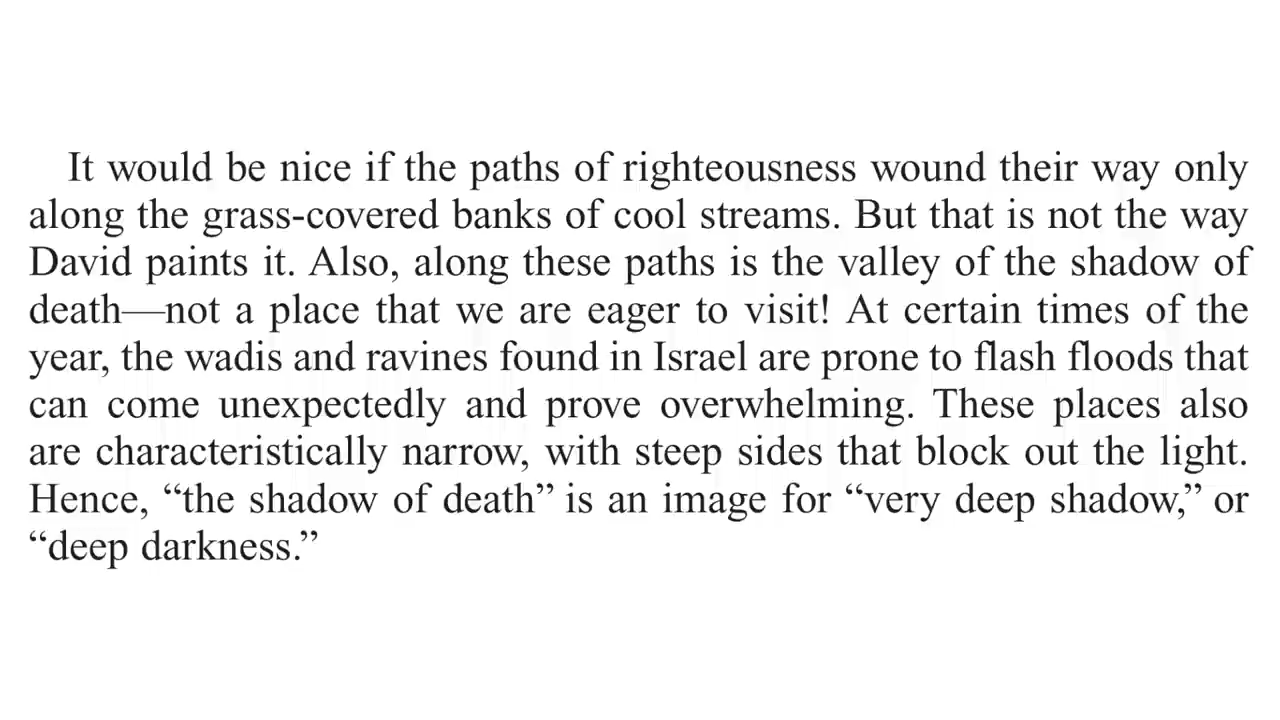 It would be nice if the paths of righteousness wound their way only
along the grass-covered banks of cool streams. But that is not the way
David paints it. Also, along these paths is the valley of the shadow of
death—not a place that we are eager to visit! At certain times of the
year, the wadis and ravines found in Israel are prone to flash floods that
can come unexpectedly and prove overwhelming. These places also
are characteristically narrow, with steep sides that block out the light.
Hence, “the shadow of death” is an image for “very deep shadow,” or
“deep darkness.”